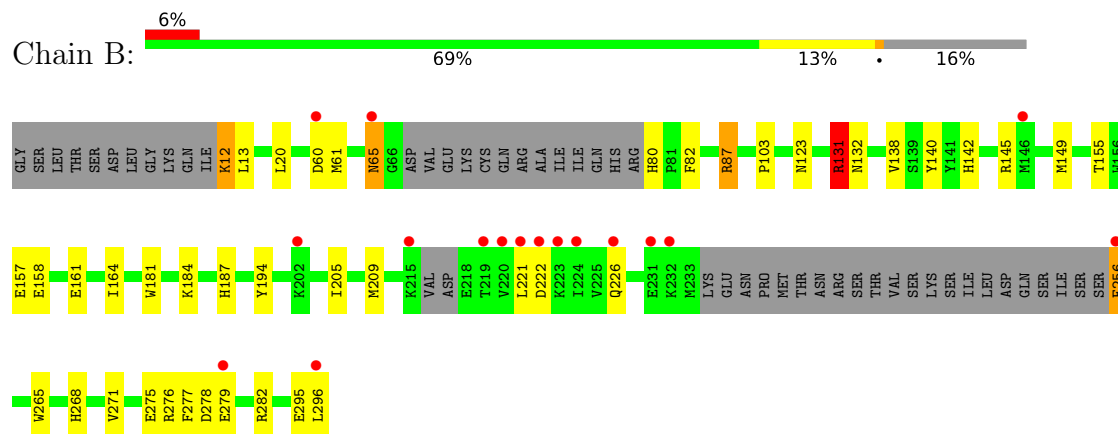 6%
Chain B:
69% 13% • 16%
GLY SER LEU THR SER ASP LEU GLY LYS GLN ILE K12 L13 L20 D60 M61 N65 G66 ASP VAL GLU LYS CYS GLN ARG ALA ILE ILE GLN HIS ARG H80 P81 F82 R87 P103 N123 R131 N132 V138 S139 Y140 Y141 H142 R145 M146 M149 T155 W156
E157 E158 E161 I164 W181 K184 H187 Y194 K202 I205 M209 K215 VAL ASP E218 T219 V220 L221 D222 K223 I224 V225 Q226 E231 K232 M233 LYS GLU ASN PRO MET THR ASN ARG SER THR VAL SER LYS SER ILE LEU ASP GLN SER ILE SER SER E256
W265 H268 V271 E275 R276 F277 D278 E279 R282 E295 L296